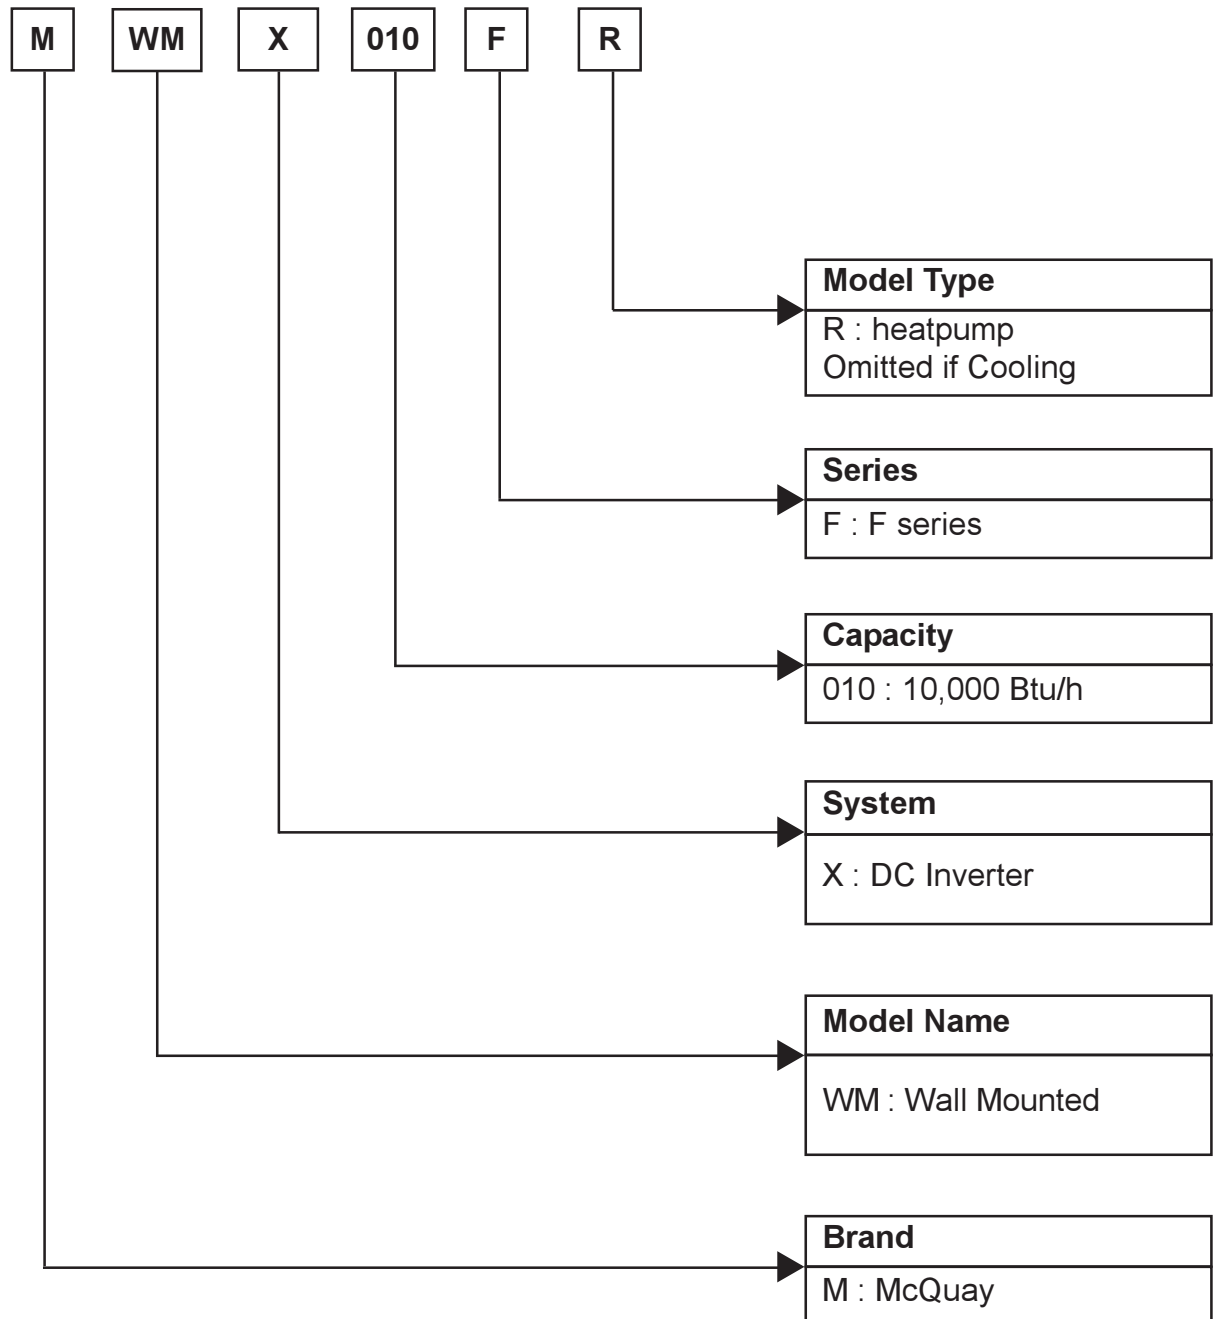 M WM X 010 F R
Model Type
R : heatpump
Omitted if Cooling
Series
F : F series
Capacity
010 : 10,000 Btu/h
System
X : DC Inverter
Model Name
WM : Wall Mounted
Brand
M : McQuay